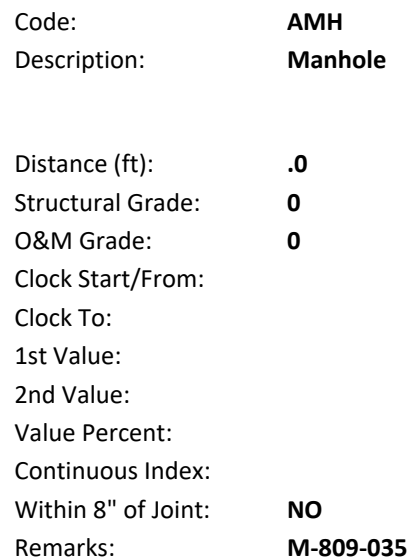 Code: AMH
Description: Manhole
Distance (ft): .0
Structural Grade: 0
O&M Grade: 0
Clock Start/From:
Clock To:
1st Value:
2nd Value:
Value Percent:
Continuous Index:
Within 8" of Joint: NO
Remarks: M-809-035